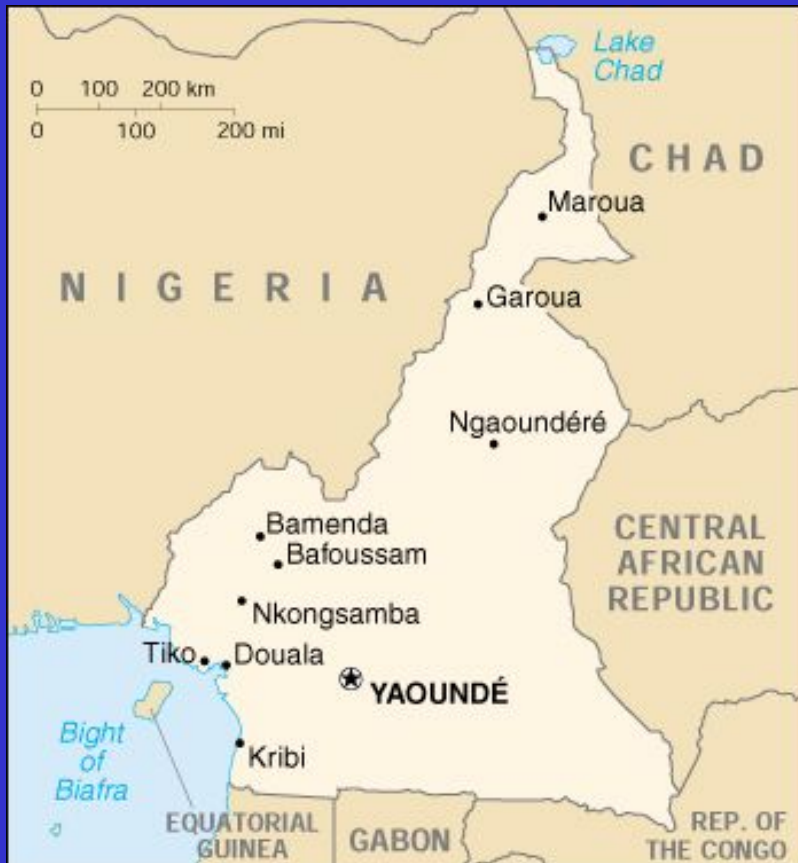 Lake
Chad
0 100 200 km
0 100 200 mi
CHAD
Maroua
NIGERIA
Garoua
Ngaoundéré
Bamenda
Bafoussam
CENTRAL
AFRICAN
REPUBLIC
Nkongsamba
Tiko Douala
YAOUNDÉ
Bight
of
Biafra
Kribi
EQUATORIAL
GUINEA
GABON
REP. OF
THE CONGO